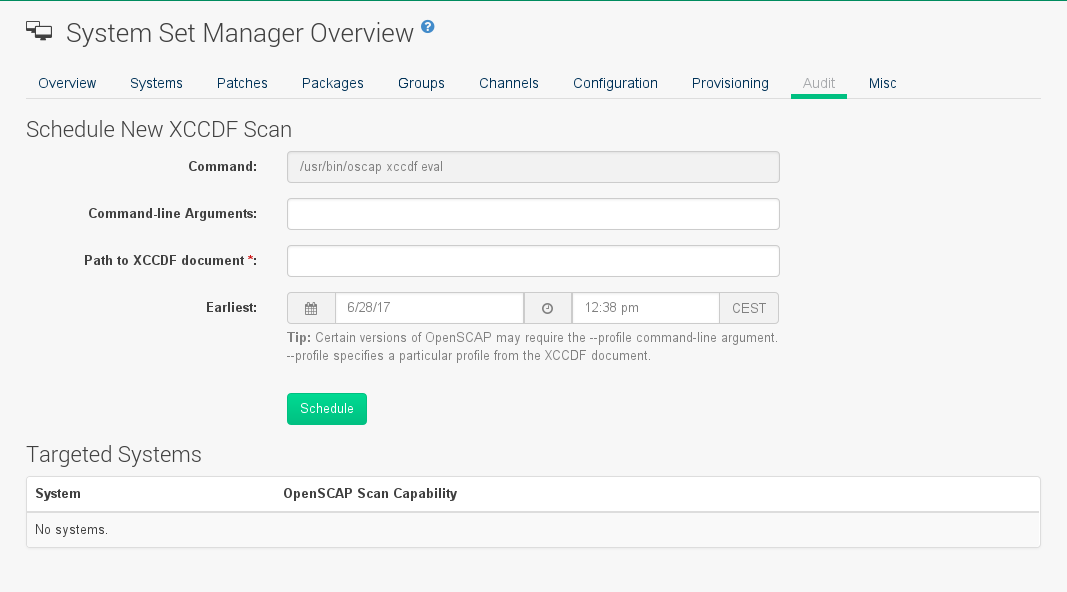 System Set Manager Overview ?
Overview Systems Patches Packages Groups Channels Configuration Provisioning Audit Misc
Schedule New XCCDF Scan
Command: /usr/bin/oscap xccdf eval
Command-line Arguments:
Path to XCCDF document *:
Earliest: 6/28/17 12:38 pm CEST
Tip: Certain versions of OpenSCAP may require the --profile command-line argument.
--profile specifies a particular profile from the XCCDF document.
Schedule
Targeted Systems
System OpenSCAP Scan Capability
No systems.